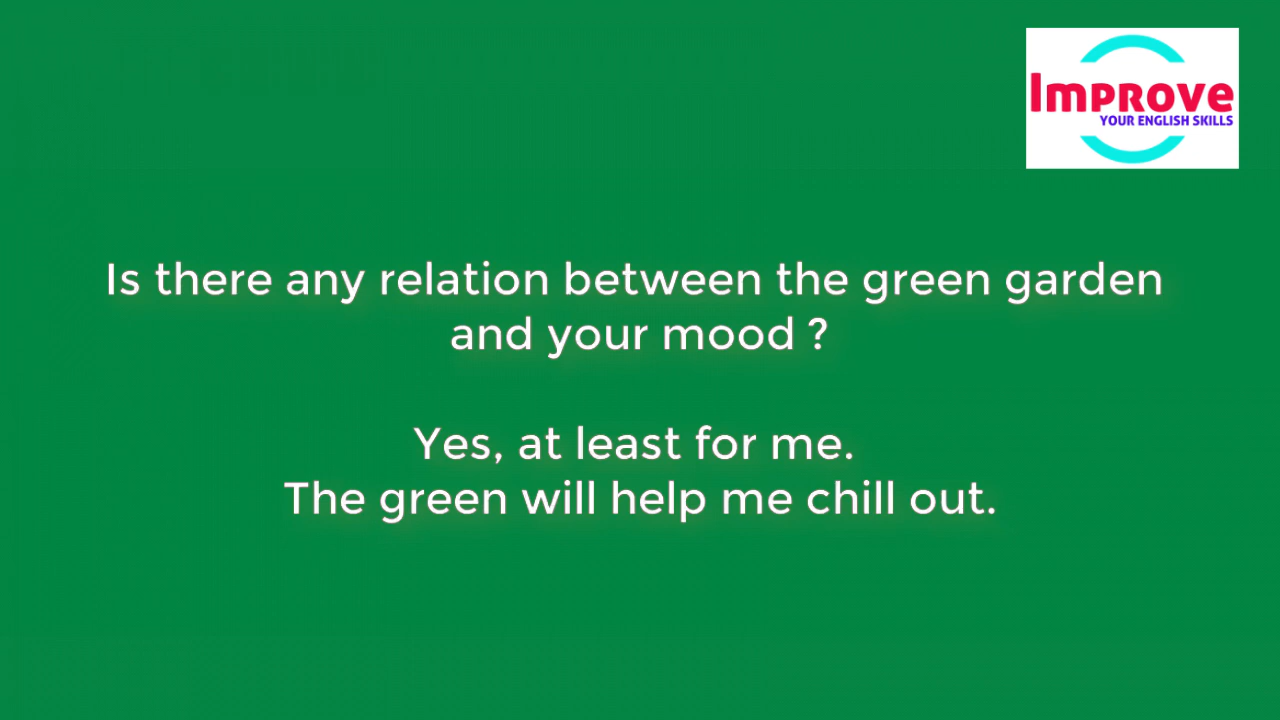 Improve
YOUR ENGLISH SKILLS
Is there any relation between the green garden
and your mood ?
Yes, at least for me.
The green will help me chill out.